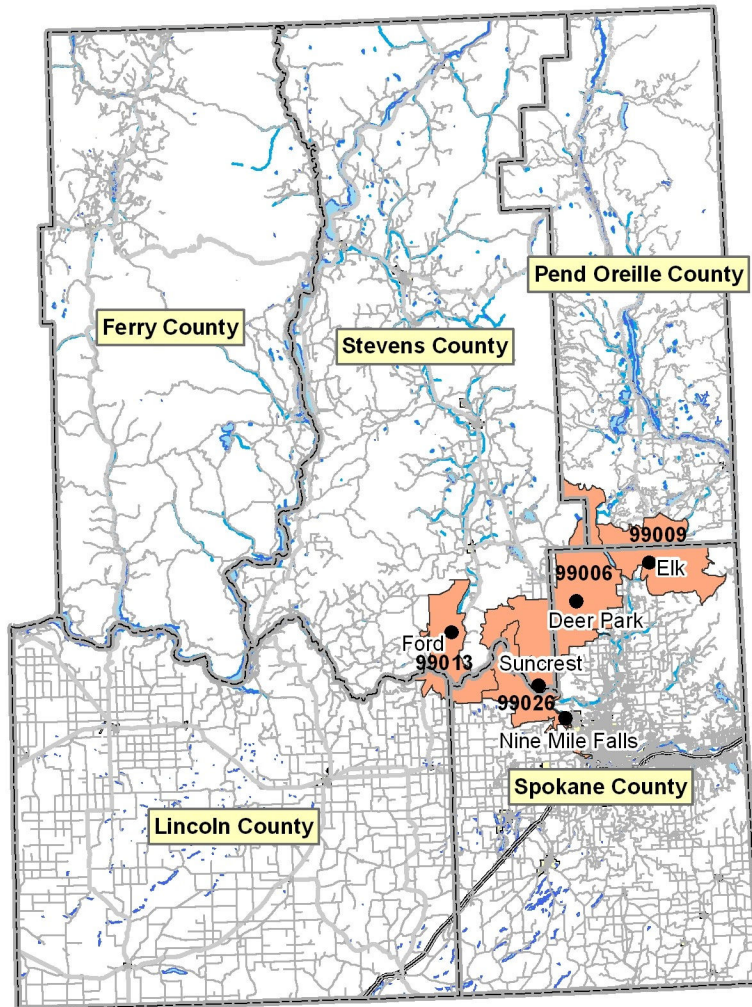 Pend Oreille County
Ferry County
Stevens County
99009
Elk
99006
Deer Park
Ford
99013
Suncrest
99026
Nine Mile Falls
Spokane County
Lincoln County